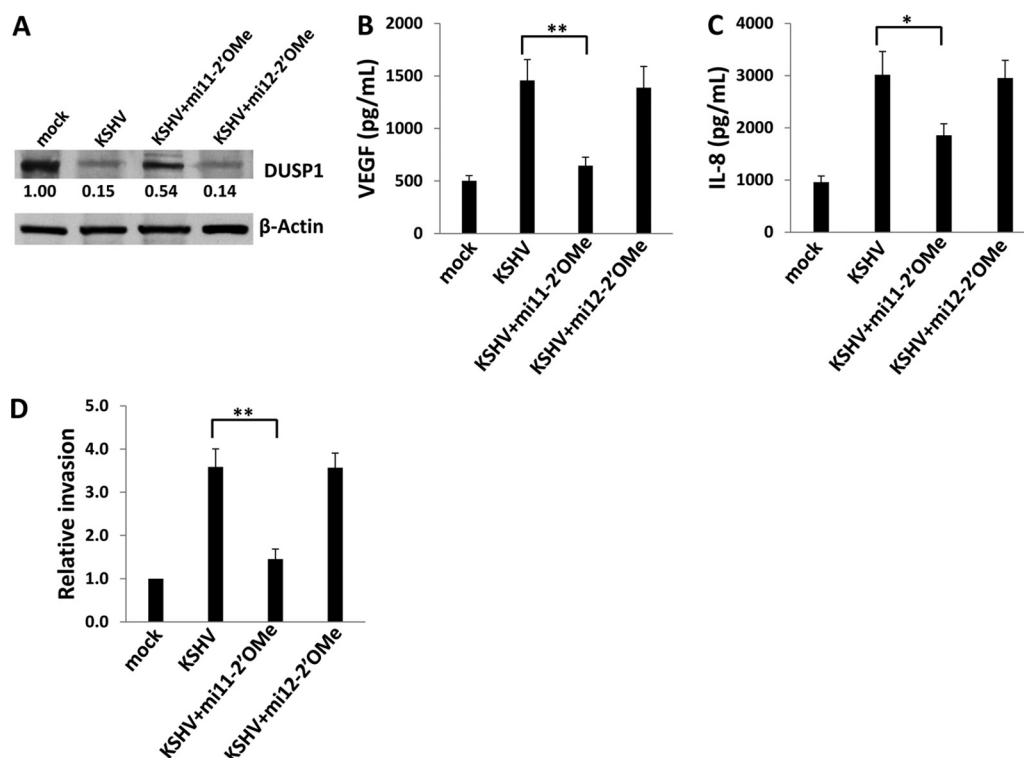 A
mock
KSHV
KSHV+mi11-2'OMe
KSHV+mi12-2'OMe
DUSP1
1.00 0.15 0.54 0.14
β-Actin
B
VEGF (pg/mL)
2000
1500
1000
500
0
**
mock
KSHV
KSHV+mi11-2'OMe
KSHV+mi12-2'OMe
C
IL-8 (pg/mL)
4000
3000
2000
1000
0
*
mock
KSHV
KSHV+mi11-2'OMe
KSHV+mi12-2'OMe
D
Relative invasion
5.0
4.0
3.0
2.0
1.0
0.0
**
mock
KSHV
KSHV+mi11-2'OMe
KSHV+mi12-2'OMe